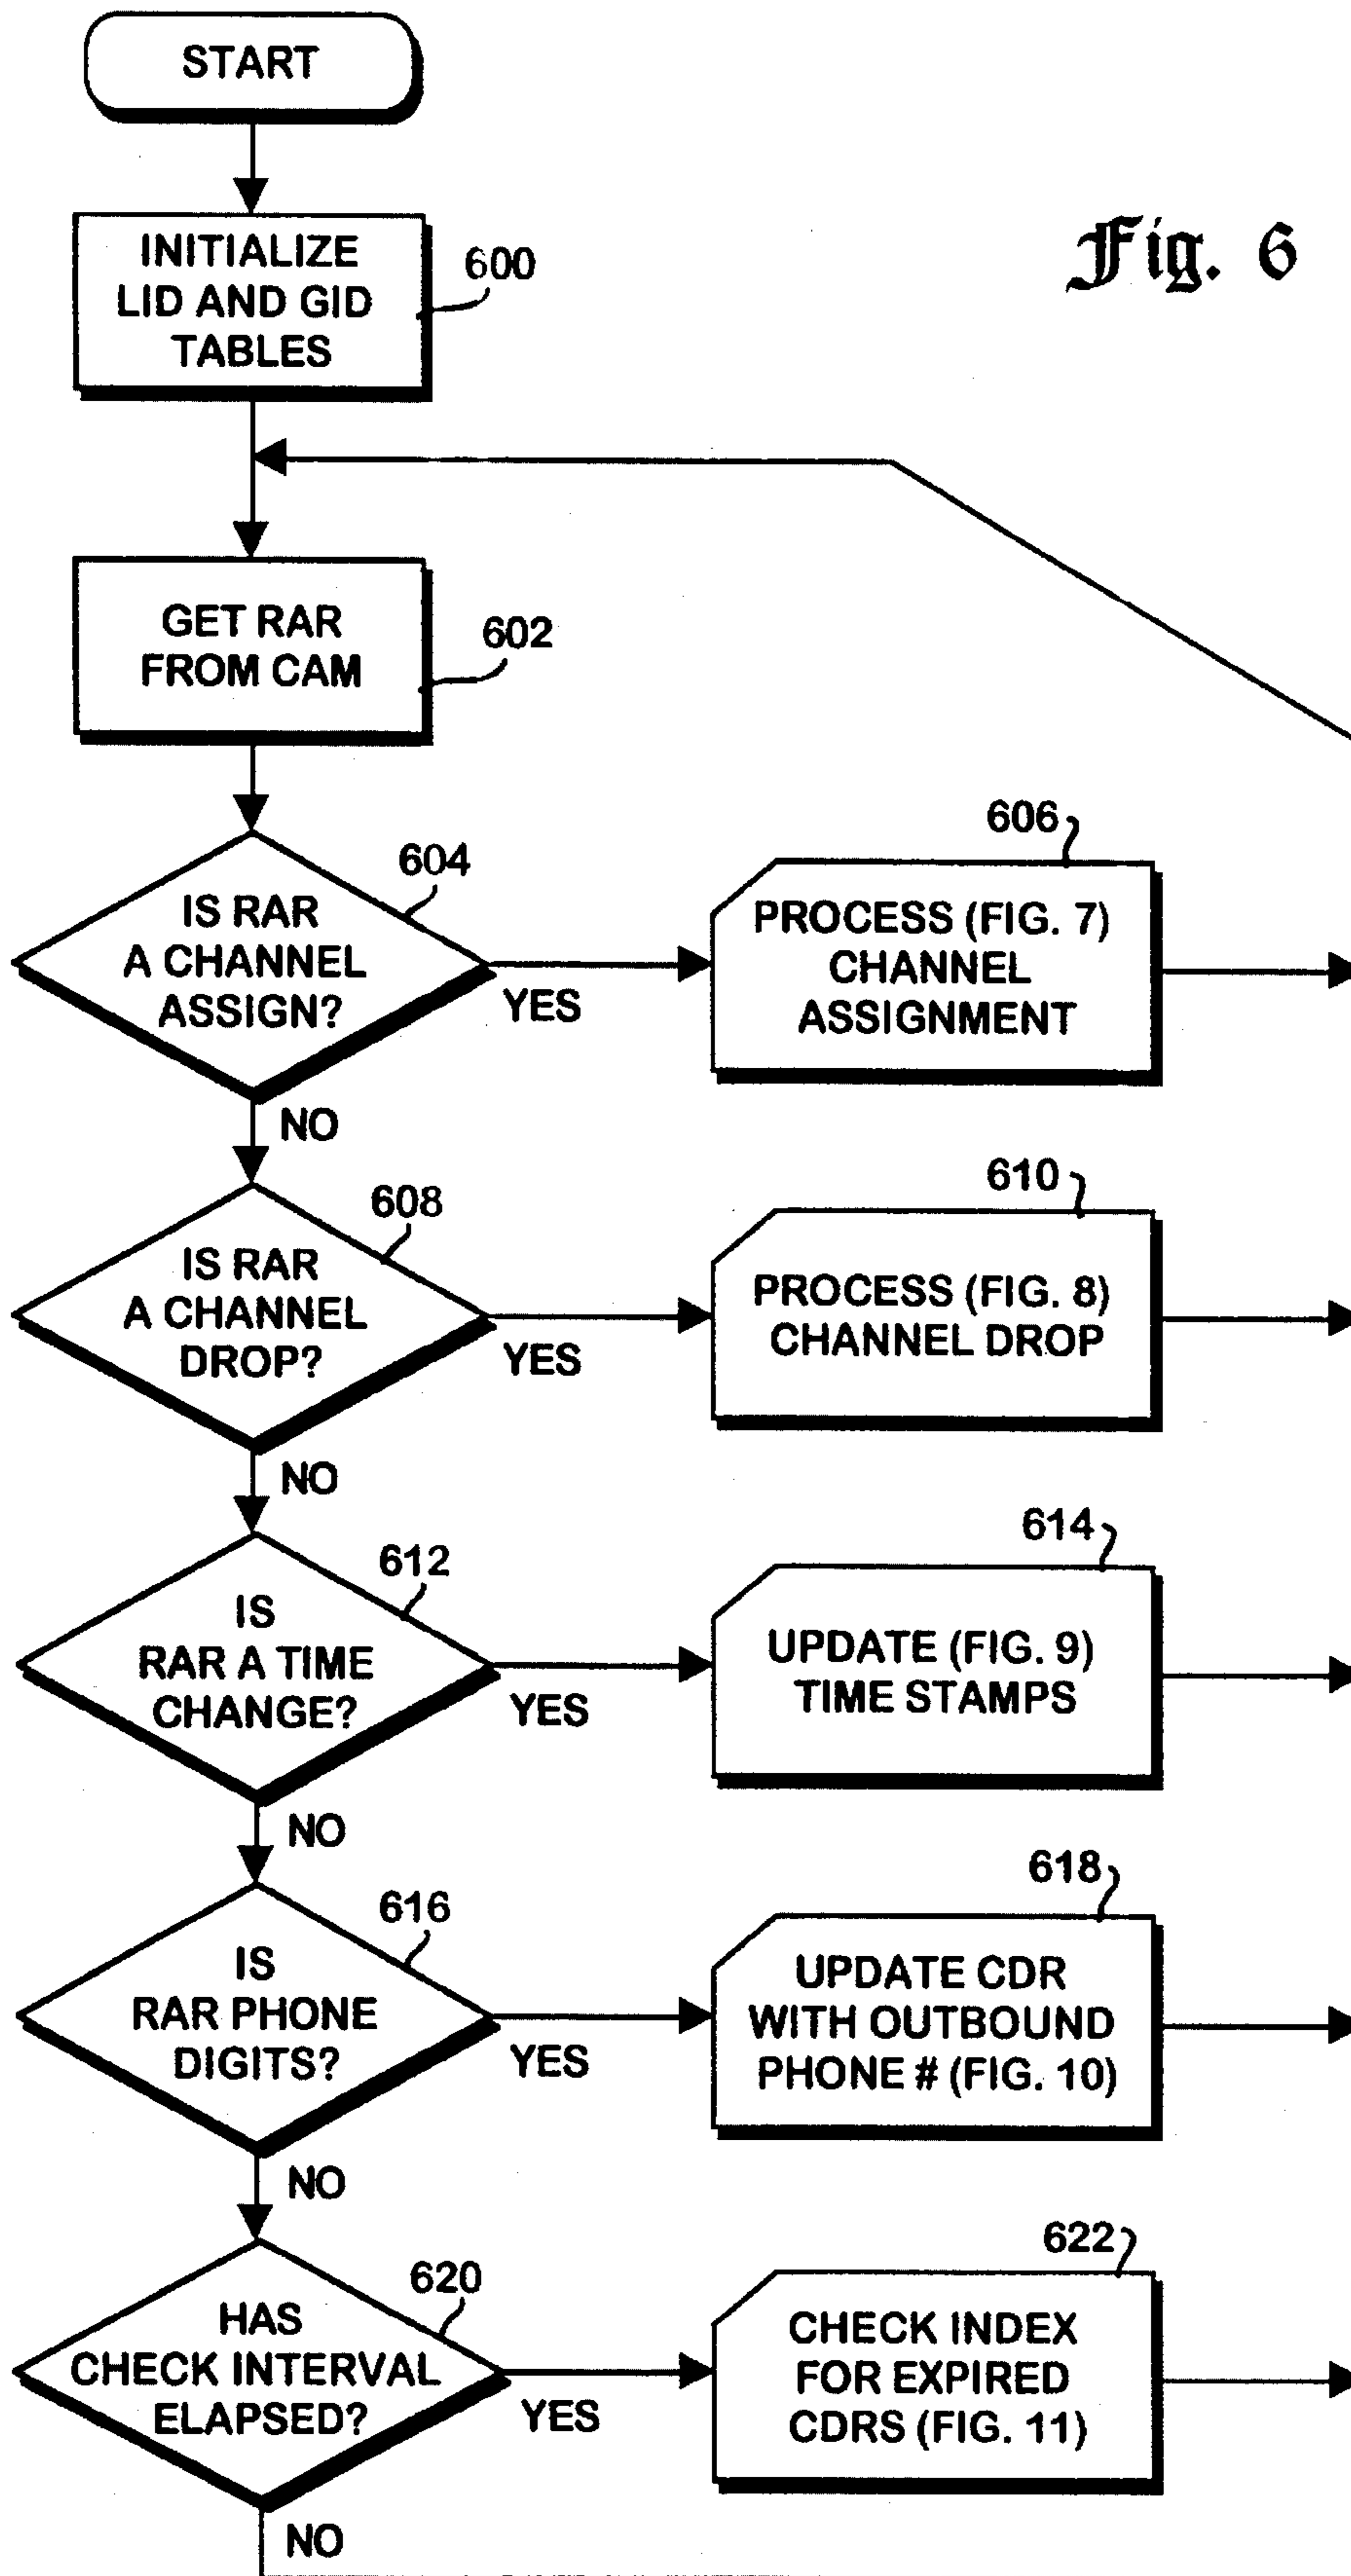 START
INITIALIZE
LID AND GID
TABLES
600
Fig. 6
GET RAR
FROM CAM
602
IS RAR
A CHANNEL
ASSIGN?
604
YES
NO
606
PROCESS (FIG. 7)
CHANNEL
ASSIGNMENT
IS RAR
A CHANNEL
DROP?
608
YES
NO
610
PROCESS (FIG. 8)
CHANNEL DROP
IS
RAR A TIME
CHANGE?
612
YES
NO
614
UPDATE (FIG. 9)
TIME STAMPS
IS
RAR PHONE
DIGITS?
616
YES
NO
618
UPDATE CDR
WITH OUTBOUND
PHONE # (FIG. 10)
HAS
CHECK INTERVAL
ELAPSED?
620
YES
NO
622
CHECK INDEX
FOR EXPIRED
CDRS (FIG. 11)